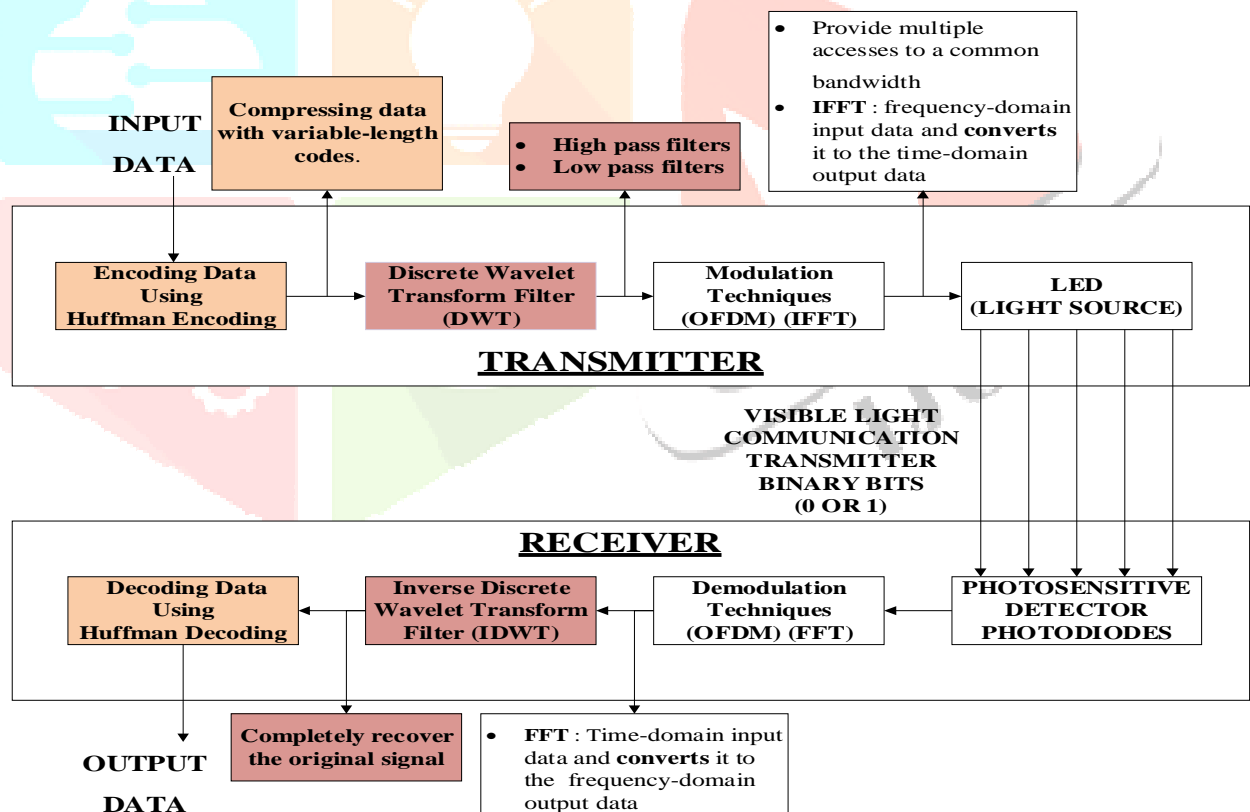 • Provide multiple
accesses to a common
bandwidth
• IFFT : frequency-domain
input data and converts
it to the time-domain
output data
Compressing data
with variable-length
codes.
• High pass filters
• Low pass filters
INPUT
DATA
Encoding Data
Using
Huffman Encoding
Discrete Wavelet
Transform Filter
(DWT)
Modulation
Techniques
(OFDM) (IFFT)
LED
(LIGHT SOURCE)
TRANSMITTER
VISIBLE LIGHT
COMMUNICATION
TRANSMITTER
BINARY BITS
(0 OR 1)
RECEIVER
Decoding Data
Using
Huffman Decoding
Inverse Discrete
Wavelet Transform
Filter (IDWT)
Demodulation
Techniques
(OFDM) (FFT)
PHOTOSENSITIVE
DETECTOR
PHOTODIODES
OUTPUT
DATA
Completely recover
the original signal
• FFT : Time-domain input
data and converts it to
the frequency-domain
output data